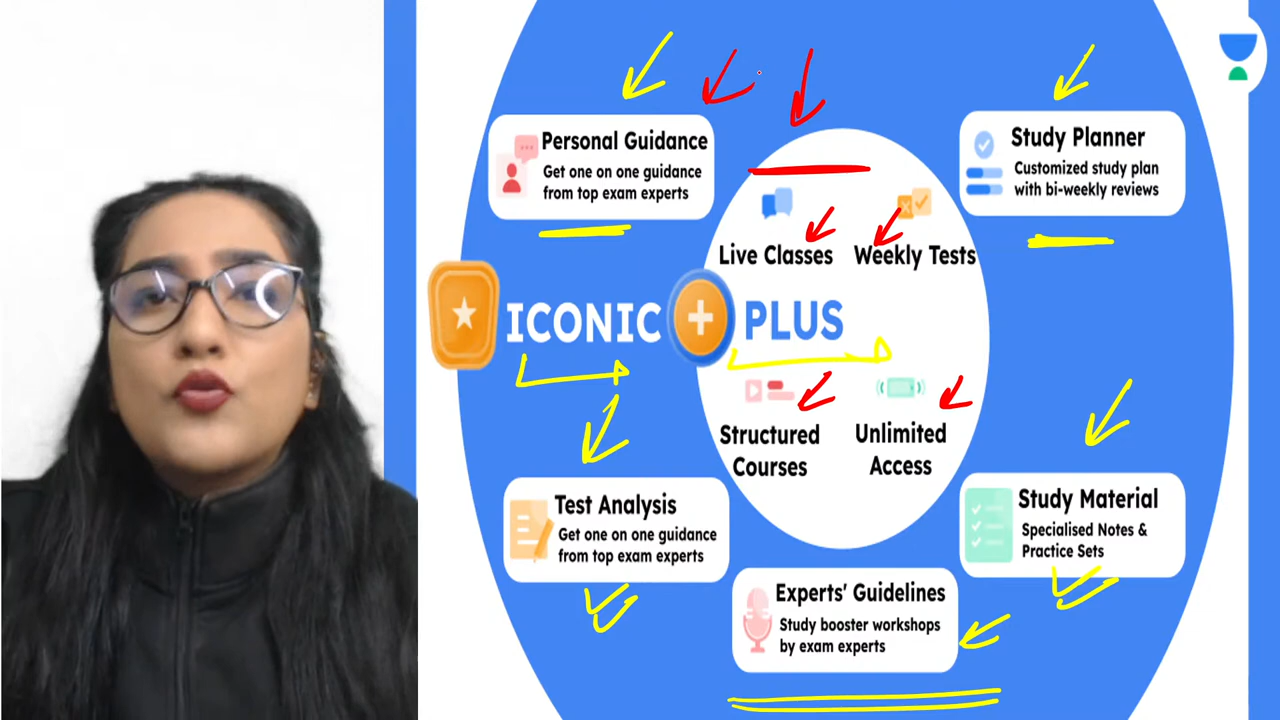 Personal Guidance
Get one on one guidance
from top exam experts
Study Planner
Customized study plan
with bi-weekly reviews
Live Classes
Weekly Tests
ICONIC
PLUS
Structured
Courses
Unlimited
Access
Test Analysis
Get one on one guidance
from top exam experts
Study Material
Specialised Notes &
Practice Sets
Experts' Guidelines
Study booster workshops
by exam experts